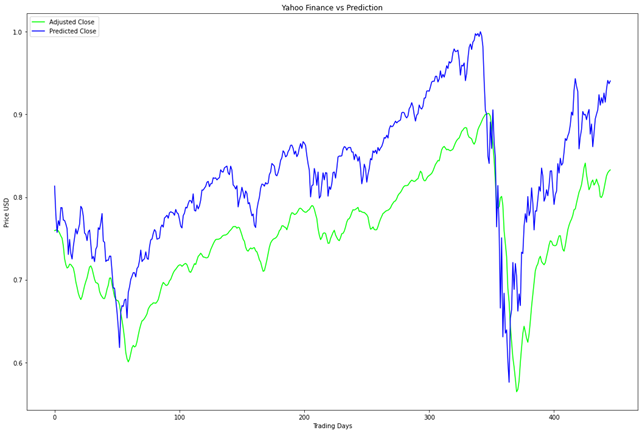 Yahoo Finance vs Prediction
Adjusted Close
Predicted Close
Price USD
1.0
0.9
0.8
0.7
0.6
0
100
200
300
400
Trading Days